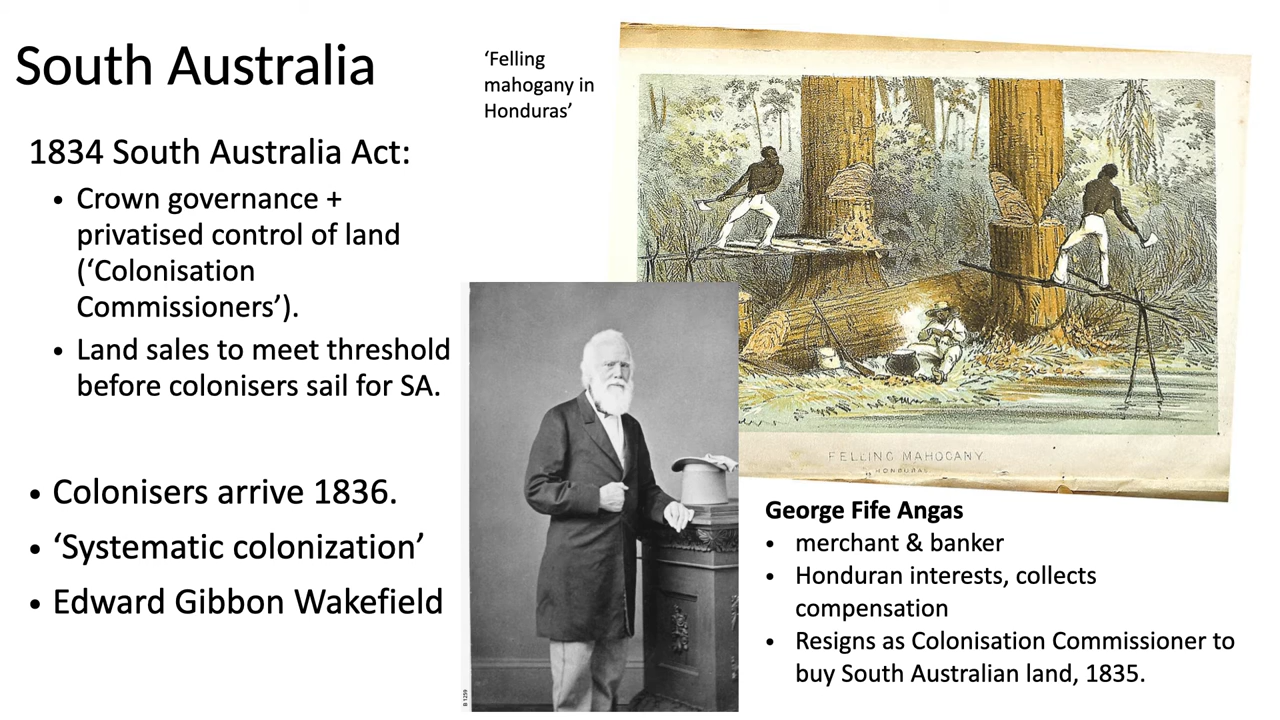 South Australia
1834 South Australia Act:
• Crown governance +
privatised control of land
(‘Colonisation
Commissioners’).
• Land sales to meet threshold
before colonisers sail for SA.
• Colonisers arrive 1836.
• ‘Systematic colonization’
• Edward Gibbon Wakefield
‘Felling
mahogany in
Honduras’
FELLING MAHOGANY.
HONDURAS.
B 1259
George Fife Angas
• merchant & banker
• Honduran interests, collects
compensation
• Resigns as Colonisation Commissioner to
buy South Australian land, 1835.